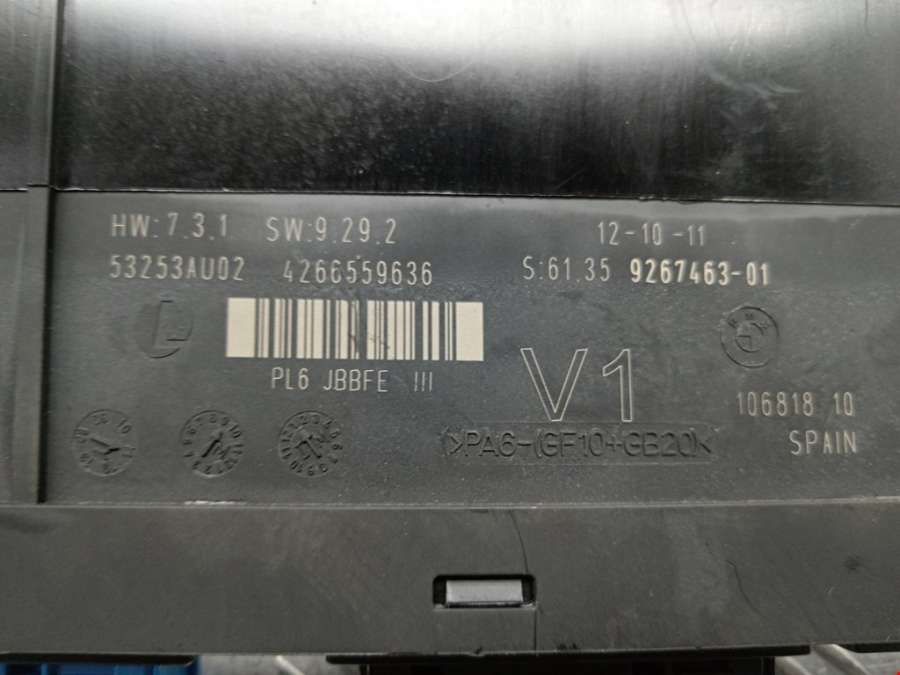 HW:7.3.1 SW:9.29.2 12-10-11
53253AU02 4266559636 S:61.35 9267463-01
PL6 JBBFE III
V1
106818 10
>PA6-(GF10+GB20)<
SPAIN